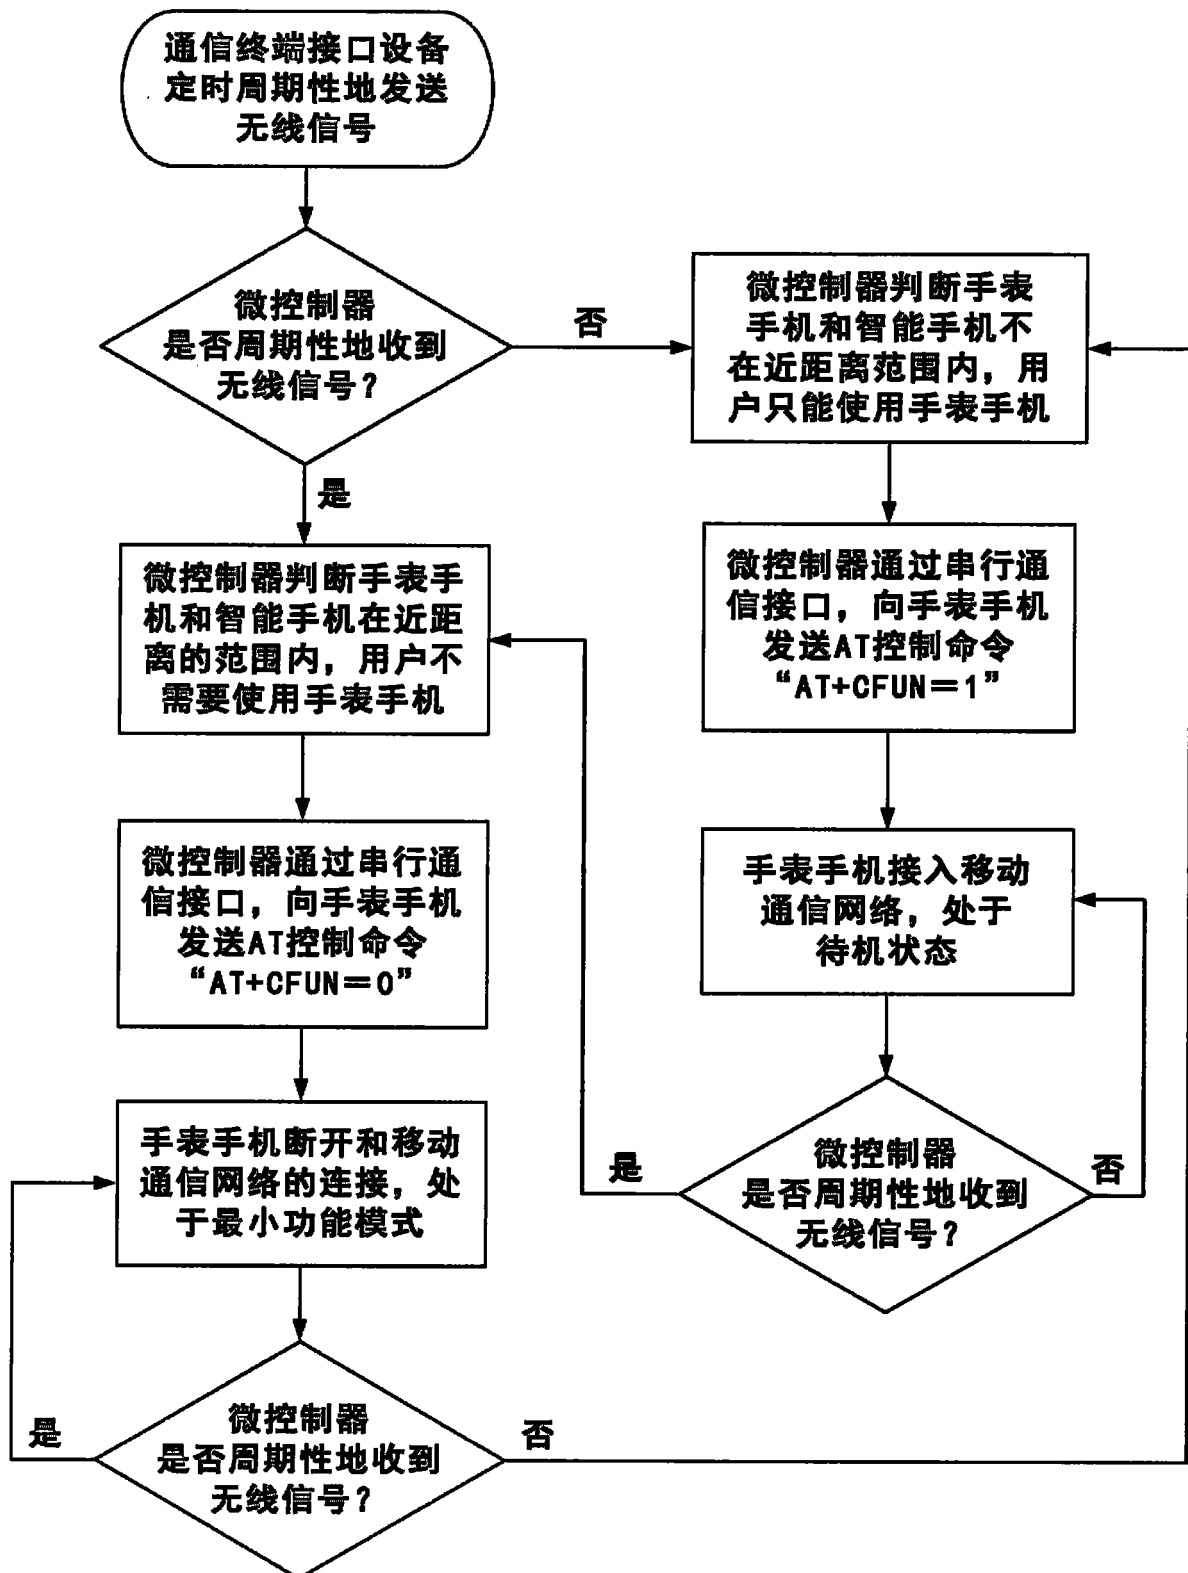 通信终端接口设备
定时周期性地发送
无线信号
微控制器
是否周期性地收到
无线信号？
否
是
微控制器判断手表
手机和智能手机不
在近距离范围内，用
户只能使用手表手机
微控制器判断手表手
机和智能手机在近距
离的范围内，用户不
需要使用手表手机
微控制器通过串行通
信接口，向手表手机
发送AT控制命令
“AT+CFUN＝1”
微控制器通过串行通
信接口，向手表手机
发送AT控制命令
“AT+CFUN＝0”
手表手机接入移动
通信网络，处于
待机状态
手表手机断开和移动
通信网络的连接，处
于最小功能模式
是
微控制器
是否周期性地收到
无线信号？
否
是
微控制器
是否周期性地收到
无线信号？
否